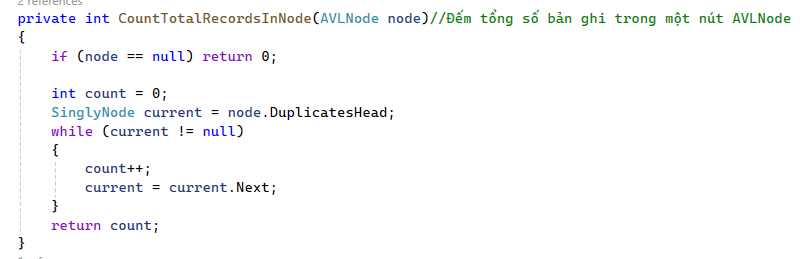 2 references
private int CountTotalRecordsInNode(AVLNode node)//Đếm tổng số bản ghi trong một nút AVLNode
{
if (node == null) return 0;
int count = 0;
SinglyNode current = node.DuplicatesHead;
while (current != null)
{
count++;
current = current.Next;
}
return count;
}